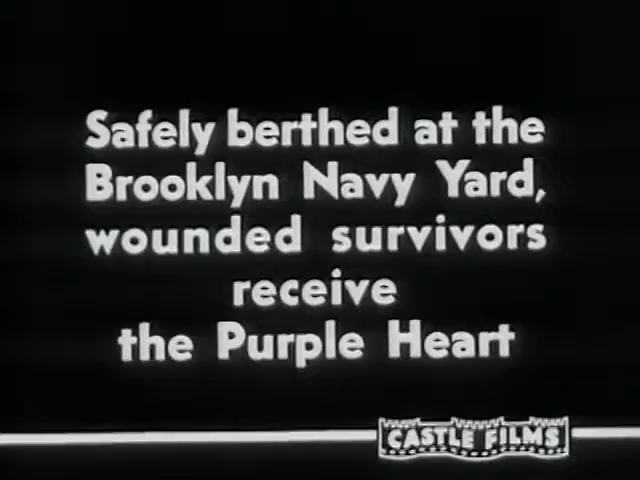 Safely berthed at the
Brooklyn Navy Yard,
wounded survivors
receive
the Purple Heart
CASTLE FILMS